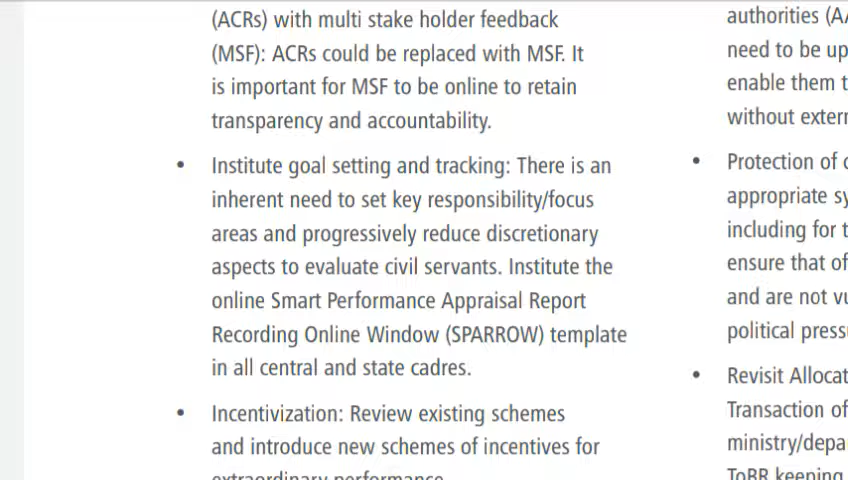 (ACRs) with multi stake holder feedback
(MSF): ACRs could be replaced with MSF. It
is important for MSF to be online to retain
transparency and accountability.
• Institute goal setting and tracking: There is an
inherent need to set key responsibility/focus
areas and progressively reduce discretionary
aspects to evaluate civil servants. Institute the
online Smart Performance Appraisal Report
Recording Online Window (SPARROW) template
in all central and state cadres.
• Incentivization: Review existing schemes
and introduce new schemes of incentives for
extraordinary performance.
authorities
need to be up
enable them
without
• Protection of
appropriate
including for
ensure that
and are not
political
• Revisit
Transaction of
ToBR keeping